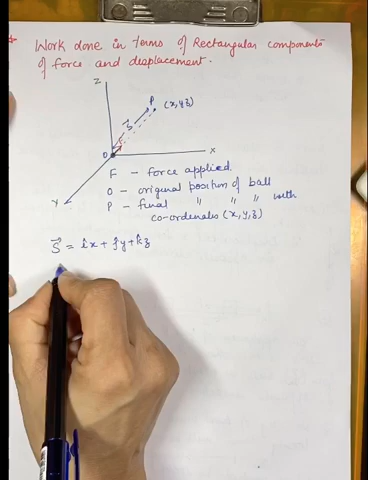 * Work done in terms of Rectangular components
of force and displacement.
Z
P (x, y, z)
S⃗
F
O
X
Y
F - force applied
O - original position of ball
P - final " " " with
co-ordenates (x, y, z)
S⃗ = îx + ĵy + k̂z